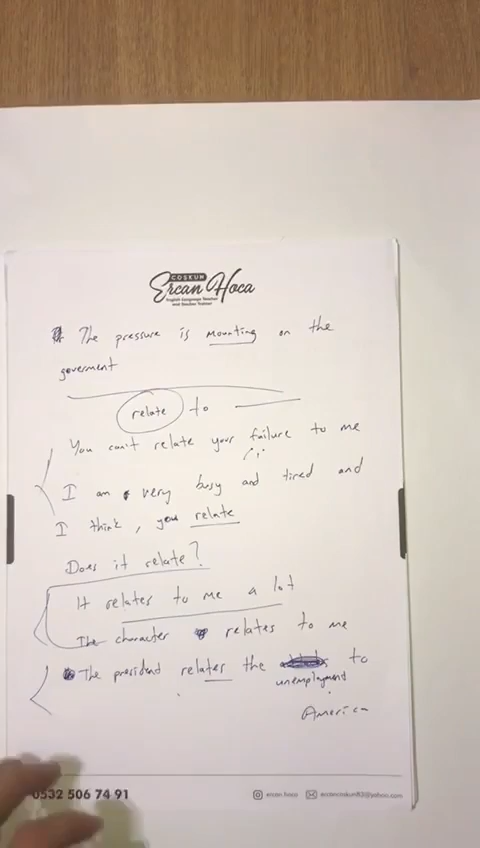 COSKUN
Ercan Hoca
English Language Teacher
and Teacher Trainer
The pressure is mounting on the
goverment
relate to
You can't relate your failure to me
I am very busy and tired and
I think, you relate
Does it relate?
It relates to me a lot
The character relates to me
The president relates the to
unemployment
America
0532 506 74 91
ercan.hoca
ercancoskun82@yahoo.com